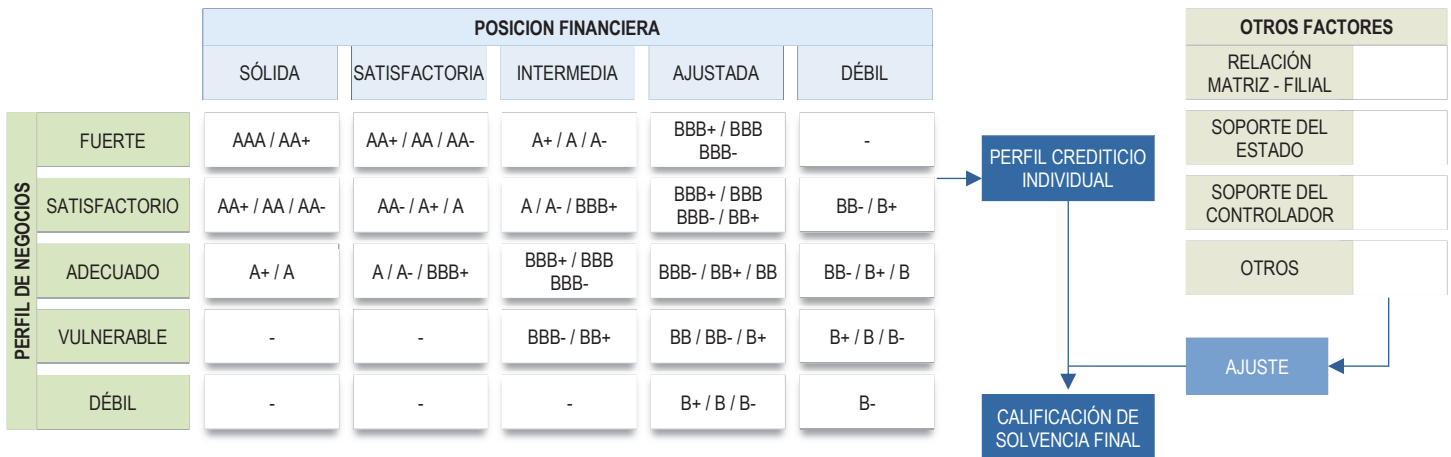 POSICION FINANCIERA
SÓLIDA
SATISFACTORIA
INTERMEDIA
AJUSTADA
DÉBIL
PERFIL DE NEGOCIOS
FUERTE
AAA / AA+
AA+ / AA / AA-
A+ / A / A-
BBB+ / BBB
BBB-
-
SATISFACTORIO
AA+ / AA / AA-
AA- / A+ / A
A / A- / BBB+
BBB+ / BBB
BBB- / BB+
BB- / B+
ADECUADO
A+ / A
A / A- / BBB+
BBB+ / BBB
BBB-
BBB- / BB+ / BB
BB- / B+ / B
VULNERABLE
-
-
BBB- / BB+
BB / BB- / B+
B+ / B / B-
DÉBIL
-
-
-
B+ / B / B-
B-
PERFIL CREDITICIO
INDIVIDUAL
CALIFICACIÓN DE
SOLVENCIA FINAL
OTROS FACTORES
RELACIÓN
MATRIZ - FILIAL
SOPORTE DEL
ESTADO
SOPORTE DEL
CONTROLADOR
OTROS
AJUSTE